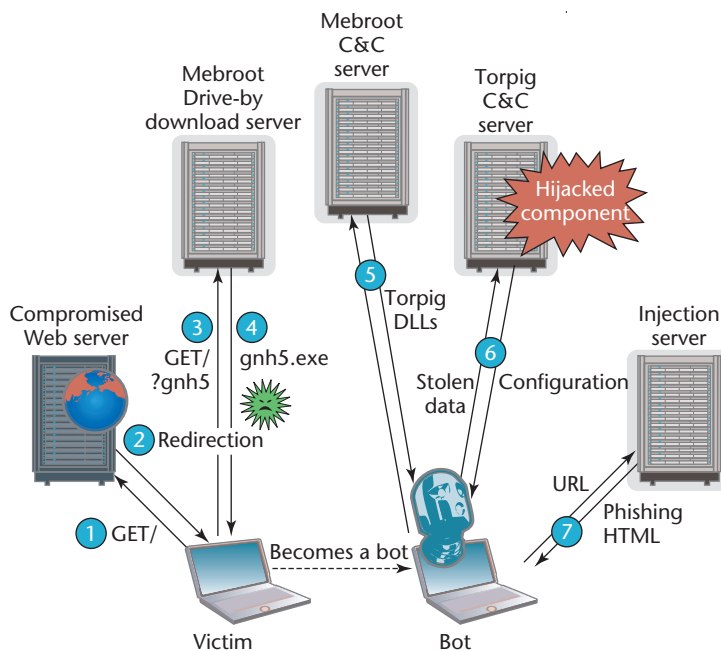 Mebroot
C&C
server
Mebroot
Drive-by
download server
Torpig
C&C
server
Hijacked
component
Compromised
Web server
Injection
server
5
Torpig
DLLs
3
GET/
?gnh5
4
gnh5.exe
6
Stolen
data
Configuration
2 Redirection
1 GET/
URL
Phishing
HTML
7
Becomes a bot
Victim
Bot